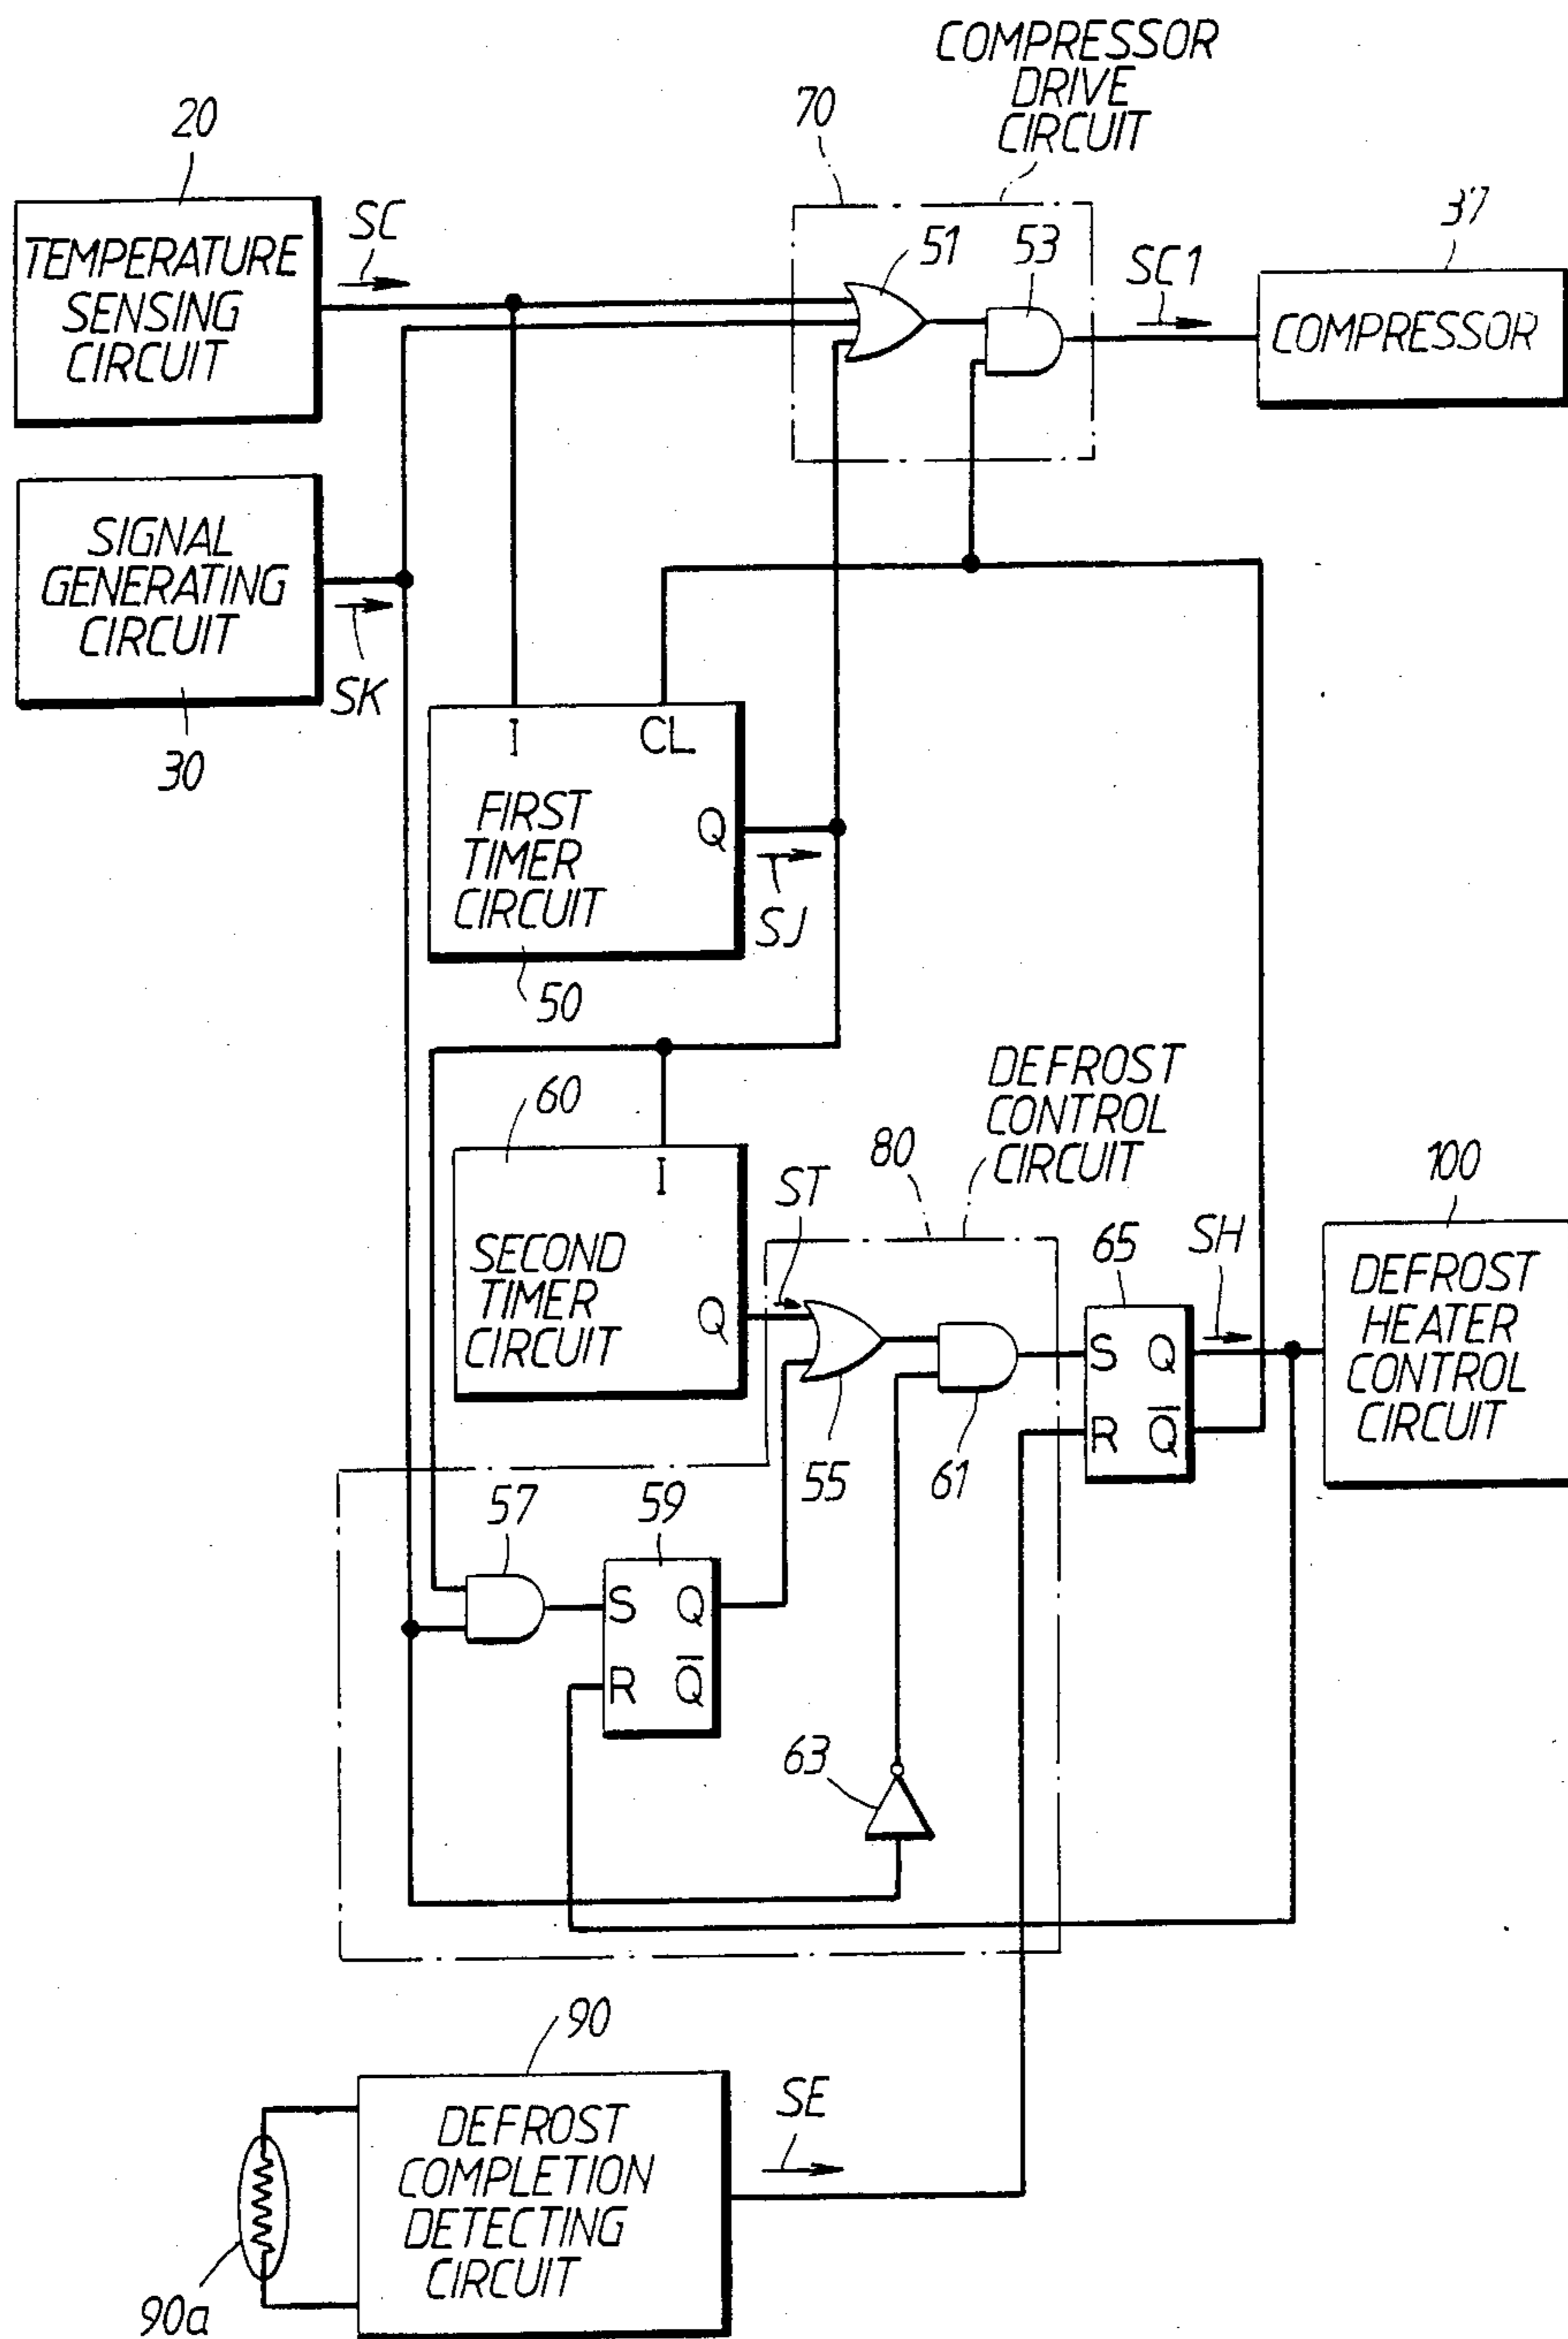 COMPRESSOR
DRIVE
CIRCUIT
70
20
TEMPERATURE
SENSING
CIRCUIT
SC
51
53
SC1
37
COMPRESSOR
SIGNAL
GENERATING
CIRCUIT
30
SK
I
CL
Q
FIRST
TIMER
CIRCUIT
50
SJ
60
I
SECOND
TIMER
CIRCUIT
Q
ST
80
DEFROST
CONTROL
CIRCUIT
55
61
65
S Q
R Q̅
SH
100
DEFROST
HEATER
CONTROL
CIRCUIT
57
59
S Q
R Q̅
63
90
DEFROST
COMPLETION
DETECTING
CIRCUIT
SE
90a